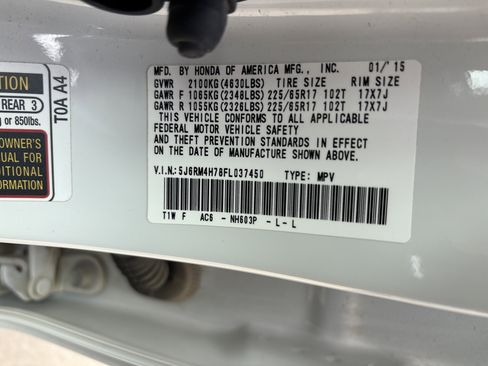 MFD. BY HONDA OF AMERICA MFG., INC. 01/'15
GVWR 2100KG(4630LBS) TIRE SIZE RIM SIZE
GAWR F 1065KG(2348LBS) 225/65R17 102T 17X7J
GAWR R 1055KG(2326LBS) 225/65R17 102T 17X7J
THIS VEHICLE CONFORMS TO ALL APPLICABLE
FEDERAL MOTOR VEHICLE SAFETY
AND THEFT PREVENTION STANDARDS IN EFFECT
ON THE DATE OF MANUFACTURE SHOWN ABOVE.
V.I.N.:5J6RM4H78FL037450 TYPE: MPV
T1W F AC6 - NH603P - L - L
TION
REAR 3
g or 850lbs.
OWNER'S
NUAL FOR
DITIONAL
ORMATION
T0A A4